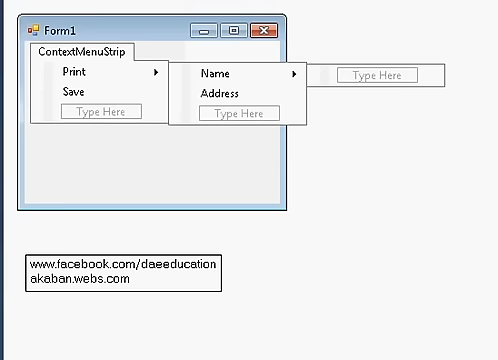 Form1
ContextMenuStrip
Print
Name
Type Here
Save
Address
Type Here
Type Here
www.facebook.com/daeeducation
akaban.webs.com